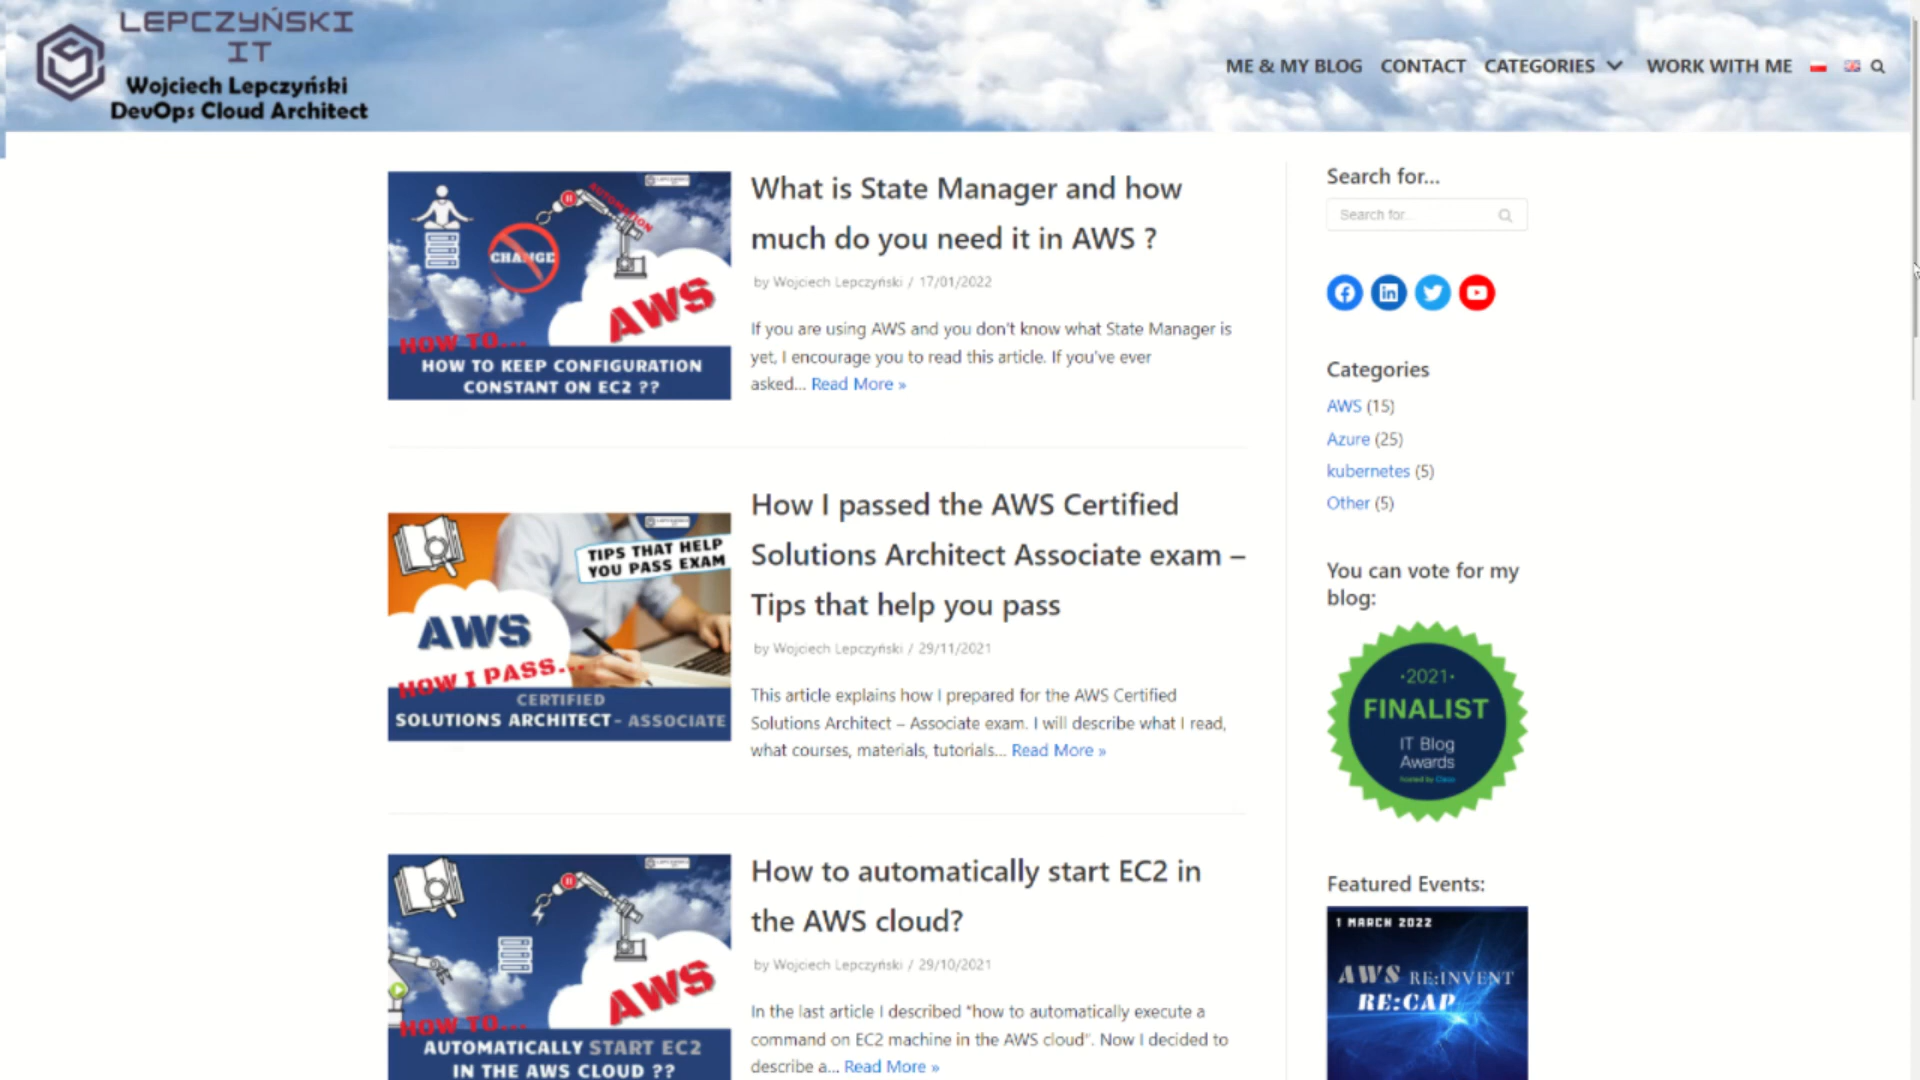 LEPCZYŃSKI
IT
Wojciech Lepczyński
DevOps Cloud Architect
ME & MY BLOG CONTACT CATEGORIES WORK WITH ME
AUTOMATION
CHANGE
AWS
HOW TO...
HOW TO KEEP CONFIGURATION
CONSTANT ON EC2 ??
What is State Manager and how
much do you need it in AWS ?
by Wojciech Lepczyński / 17/01/2022
If you are using AWS and you don't know what State Manager is
yet, I encourage you to read this article. If you've ever
asked... Read More »
TIPS THAT HELP
YOU PASS EXAM
AWS
HOW I PASS...
CERTIFIED
SOLUTIONS ARCHITECT- ASSOCIATE
How I passed the AWS Certified
Solutions Architect Associate exam –
Tips that help you pass
by Wojciech Lepczyński / 29/11/2021
This article explains how I prepared for the AWS Certified
Solutions Architect – Associate exam. I will describe what I read,
what courses, materials, tutorials... Read More »
AWS
HOW TO...
AUTOMATICALLY START EC2
IN THE AWS CLOUD ??
How to automatically start EC2 in
the AWS cloud?
by Wojciech Lepczyński / 29/10/2021
In the last article I described "how to automatically execute a
command on EC2 machine in the AWS cloud". Now I decided to
describe a... Read More »
Search for...
Search for...
Categories
AWS (15)
Azure (25)
kubernetes (5)
Other (5)
You can vote for my
blog:
·2021·
FINALIST
IT Blog
Awards
hosted by Cisco
Featured Events:
1 MARCH 2022
AWS RE:INVENT
RE:CAP